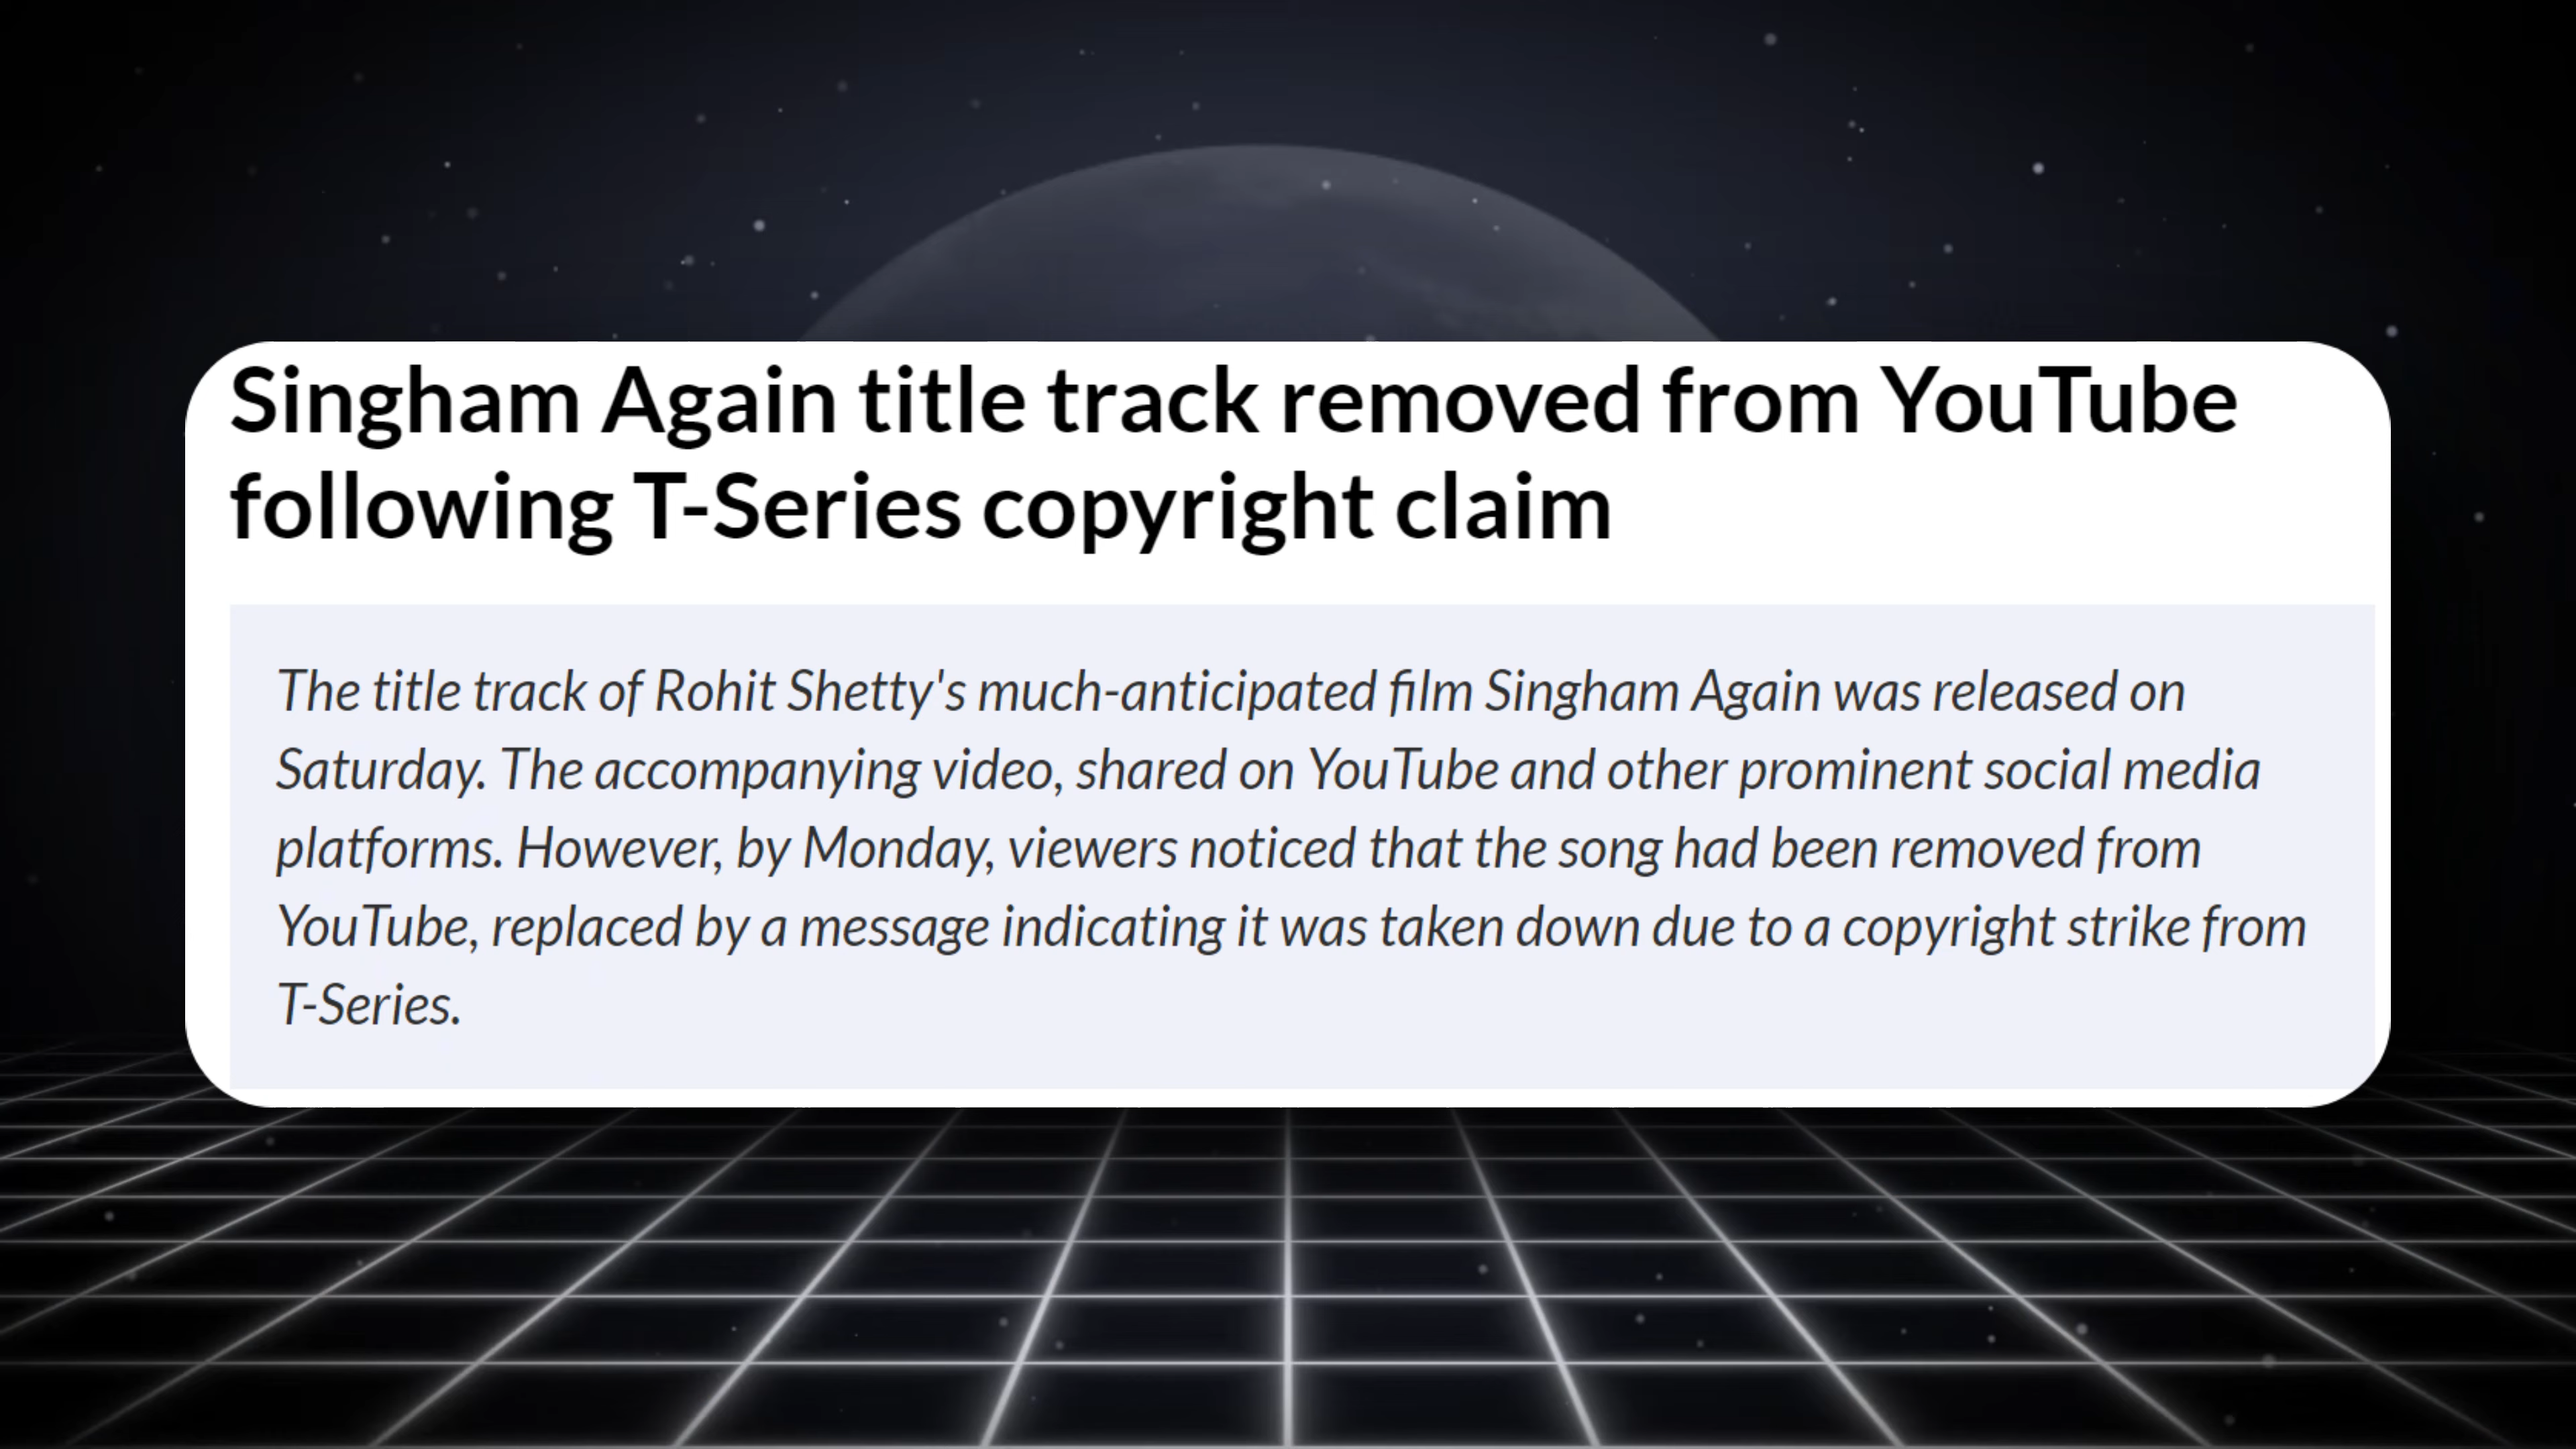 Singham Again title track removed from YouTube
following T-Series copyright claim
The title track of Rohit Shetty's much-anticipated film Singham Again was released on
Saturday. The accompanying video, shared on YouTube and other prominent social media
platforms. However, by Monday, viewers noticed that the song had been removed from
YouTube, replaced by a message indicating it was taken down due to a copyright strike from
T-Series.